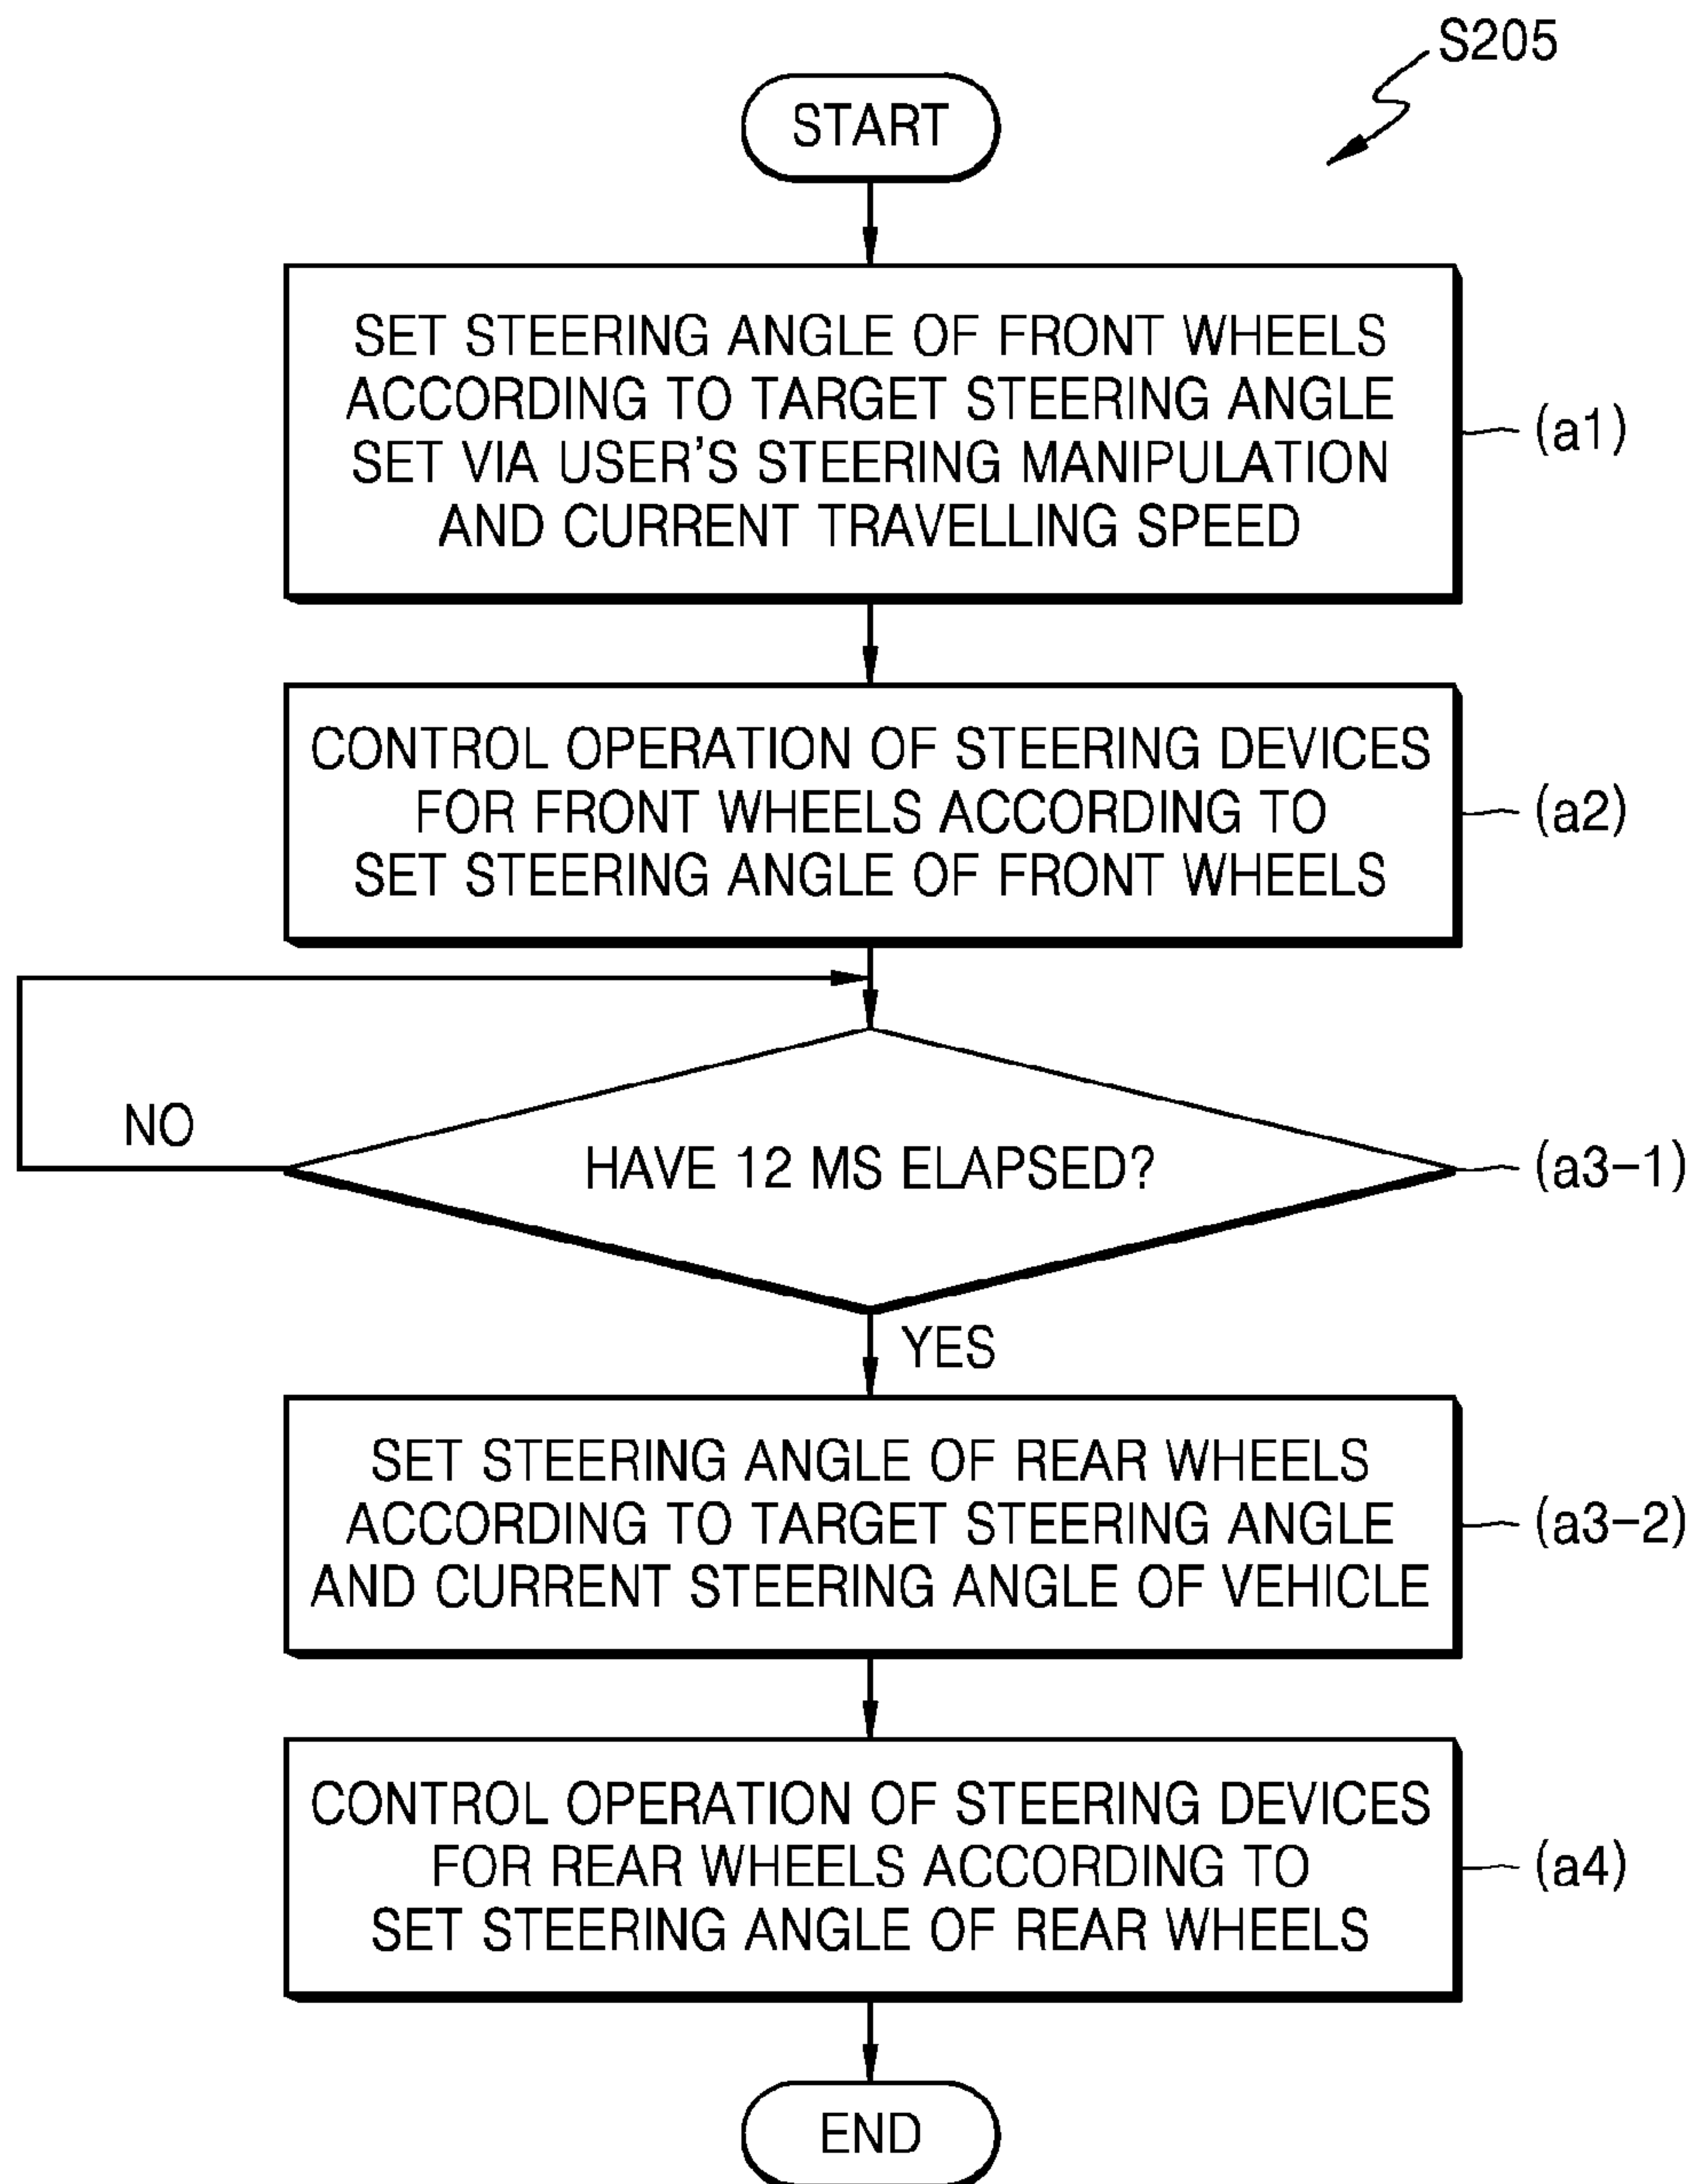 S205
START
SET STEERING ANGLE OF FRONT WHEELS
ACCORDING TO TARGET STEERING ANGLE
SET VIA USER'S STEERING MANIPULATION
AND CURRENT TRAVELLING SPEED
(a1)
CONTROL OPERATION OF STEERING DEVICES
FOR FRONT WHEELS ACCORDING TO
SET STEERING ANGLE OF FRONT WHEELS
(a2)
NO
HAVE 12 MS ELAPSED?
(a3-1)
YES
SET STEERING ANGLE OF REAR WHEELS
ACCORDING TO TARGET STEERING ANGLE
AND CURRENT STEERING ANGLE OF VEHICLE
(a3-2)
CONTROL OPERATION OF STEERING DEVICES
FOR REAR WHEELS ACCORDING TO
SET STEERING ANGLE OF REAR WHEELS
(a4)
END